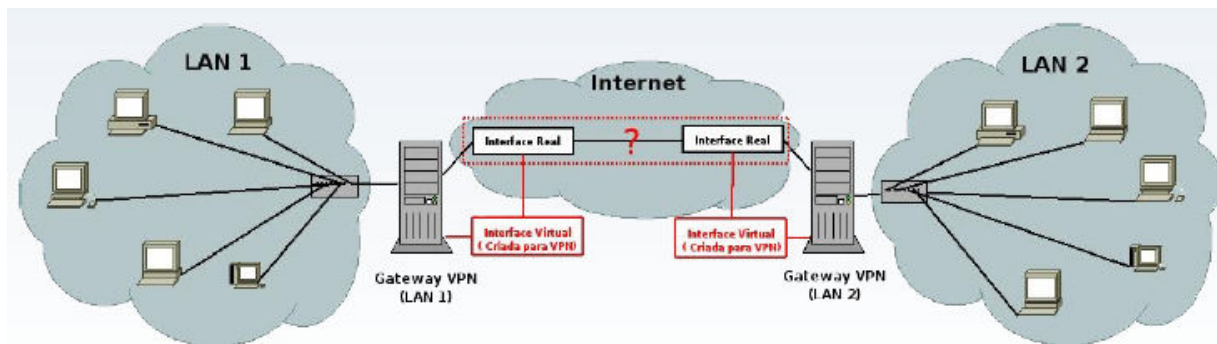 LAN 1
Internet
LAN 2
Interface Real
?
Interface Real
Interface Virtual
( Criada para VPN)
Interface Virtual
( Criada para VPN)
Gateway VPN
(LAN 1)
Gateway VPN
(LAN 2)